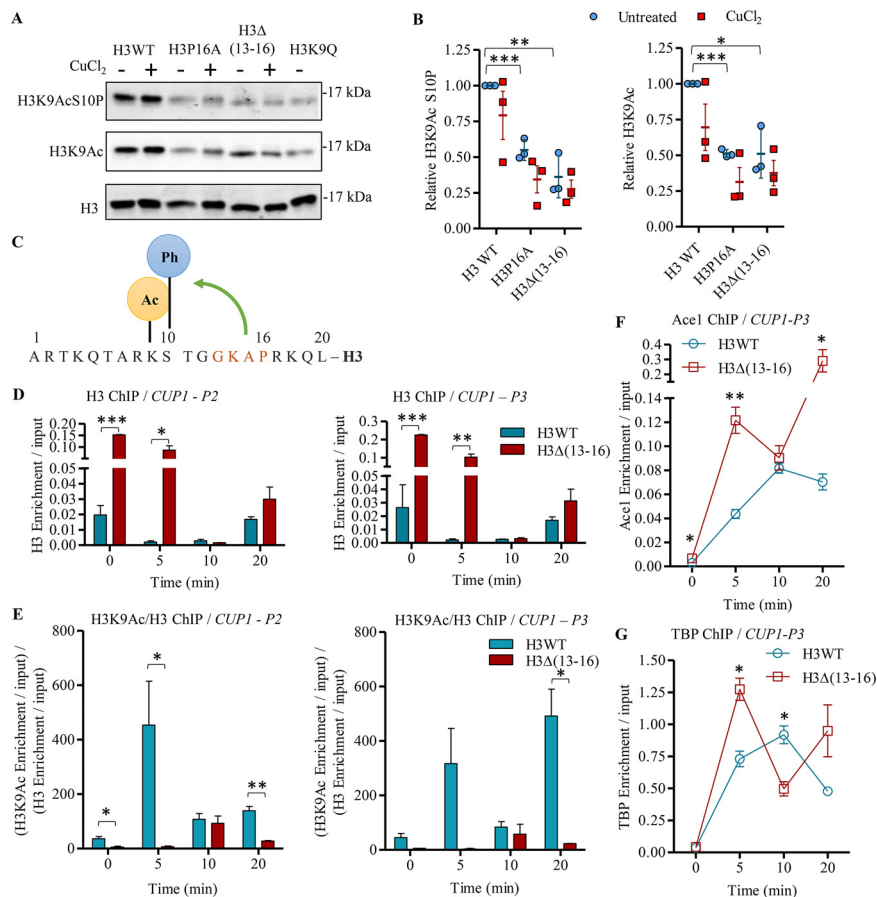 A
H3WT H3P16A H3Δ (13-16) H3K9Q
CuCl2 - + - + - + -
H3K9AcS10P -17 kDa
H3K9Ac -17 kDa
H3 -17 kDa
B
Untreated CuCl2
Relative H3K9Ac S10P
1.25
1.00
0.75
0.50
0.25
0.00
**
***
H3 WT
H3P16A
H3Δ(13-16)
Relative H3K9Ac
1.25
1.00
0.75
0.50
0.25
0.00
*
***
H3 WT
H3P16A
H3Δ(13-16)
C
Ph
Ac
1 10 16 20
A R T K Q T A R K S T G G K A P R K Q L – H3
D
H3 ChIP / CUP1 - P2
H3 Enrichment / input
0.20
0.15
0.10
0.05
0.04
0.03
0.02
0.01
0.00
***
*
0 5 10 20
Time (min)
H3 ChIP / CUP1 – P3
H3 Enrichment / input
0.3
0.2
0.1
0.05
0.04
0.03
0.02
0.01
0.00
***
**
H3WT
H3Δ(13-16)
0 5 10 20
Time (min)
E
H3K9Ac/H3 ChIP / CUP1 - P2
(H3K9Ac Enrichment / input) /
(H3 Enrichment / input)
800
600
400
200
0
*
*
**
0 5 10 20
Time (min)
H3K9Ac/H3 ChIP / CUP1 – P3
(H3K9Ac Enrichment / input) /
(H3 Enrichment / input)
800
600
400
200
0
H3WT
H3Δ(13-16)
*
0 5 10 20
Time (min)
F
Ace1 ChIP / CUP1-P3
H3WT
H3Δ(13-16)
Ace1 Enrichment / input
0.4
0.3
0.2
0.14
0.12
0.10
0.08
0.06
0.04
0.02
0.00
*
**
*
0 5 10 20
Time (min)
G
TBP ChIP / CUP1-P3
H3WT
H3Δ(13-16)
TBP Enrichment / input
1.50
1.25
1.00
0.75
0.50
0.25
0.00
*
*
0 5 10 20
Time (min)